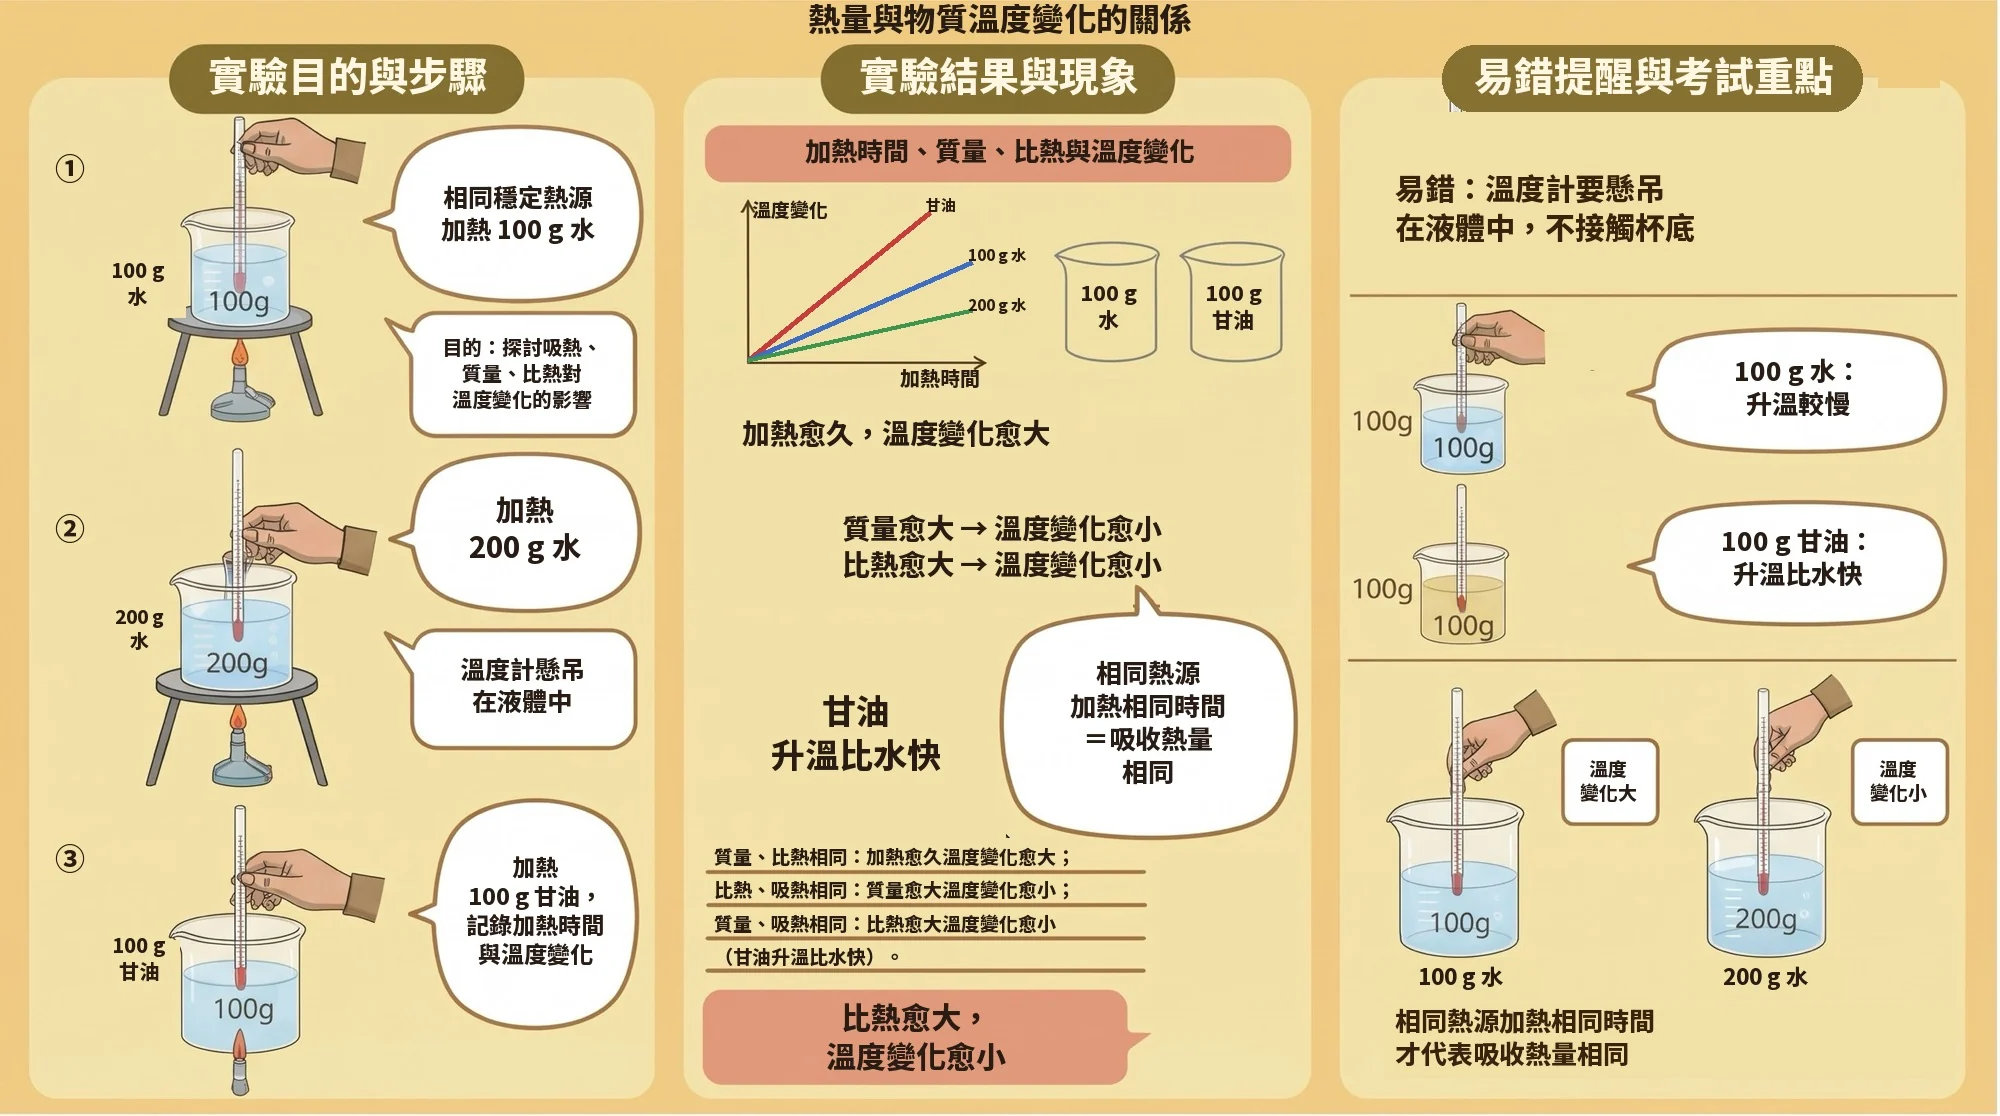 熱量與物質溫度變化的關係
實驗目的與步驟
①
相同穩定熱源
加熱 100 g 水
100 g
水
100g
目的：探討吸熱、
質量、比熱對
溫度變化的影響
②
加熱
200 g 水
200 g
水
200g
溫度計懸吊
在液體中
③
加熱
100 g 甘油，
記錄加熱時間
與溫度變化
100 g
甘油
100g
實驗結果與現象
加熱時間、質量、比熱與溫度變化
溫度變化
甘油
100 g 水
200 g 水
加熱時間
100 g
水
100 g
甘油
加熱愈久，溫度變化愈大
質量愈大 → 溫度變化愈小
比熱愈大 → 溫度變化愈小
甘油
升溫比水快
相同熱源
加熱相同時間
＝吸收熱量
相同
質量、比熱相同：加熱愈久溫度變化愈大；
比熱、吸熱相同：質量愈大溫度變化愈小；
質量、吸熱相同：比熱愈大溫度變化愈小
（甘油升溫比水快）。
比熱愈大，
溫度變化愈小
易錯提醒與考試重點
易錯：溫度計要懸吊
在液體中，不接觸杯底
100g
100g
100 g 水：
升溫較慢
100g
100g
100 g 甘油：
升溫比水快
溫度
變化大
溫度
變化小
100g
200g
100 g 水
200 g 水
相同熱源加熱相同時間
才代表吸收熱量相同